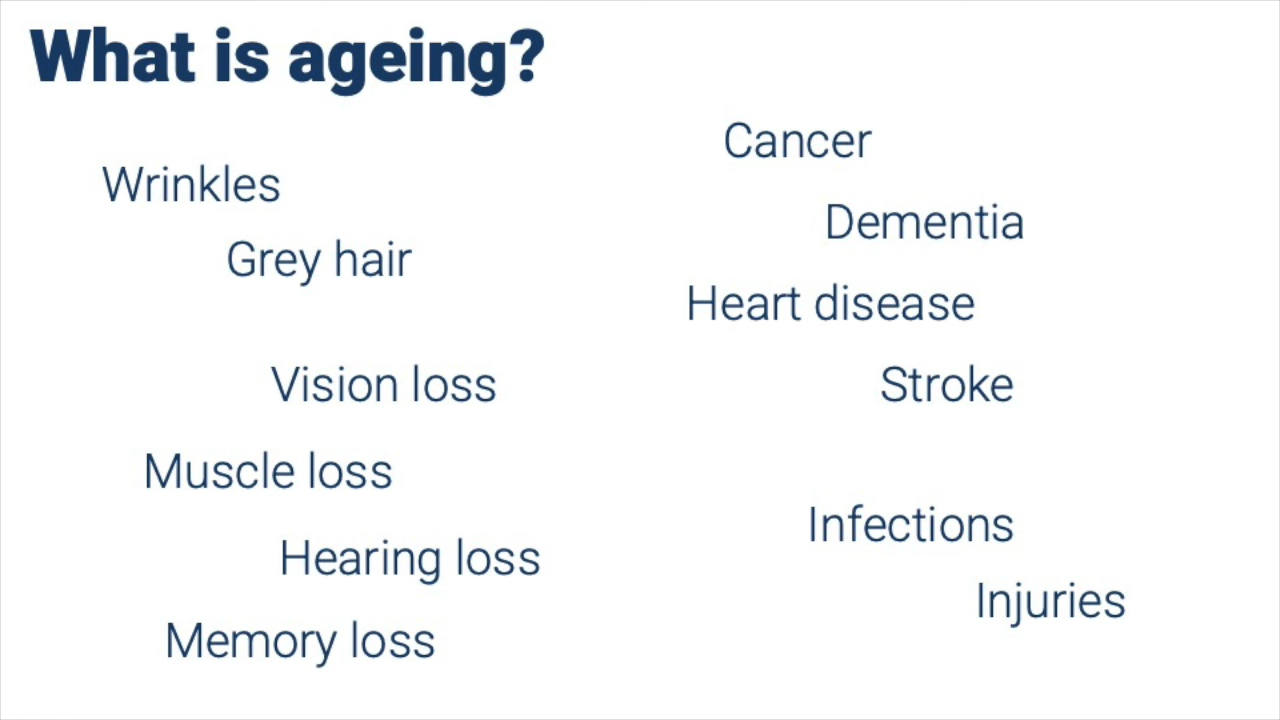 What is ageing?
Wrinkles
Grey hair
Vision loss
Muscle loss
Hearing loss
Memory loss
Cancer
Dementia
Heart disease
Stroke
Infections
Injuries